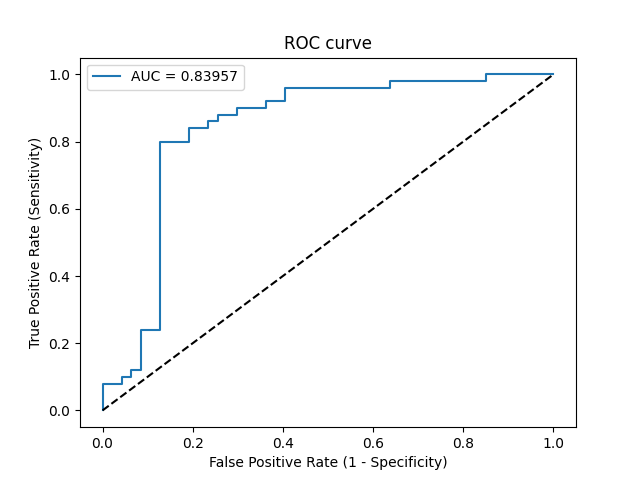 ROC curve
AUC = 0.83957
True Positive Rate (Sensitivity)
1.0
0.8
0.6
0.4
0.2
0.0
0.0 0.2 0.4 0.6 0.8 1.0
False Positive Rate (1 - Specificity)